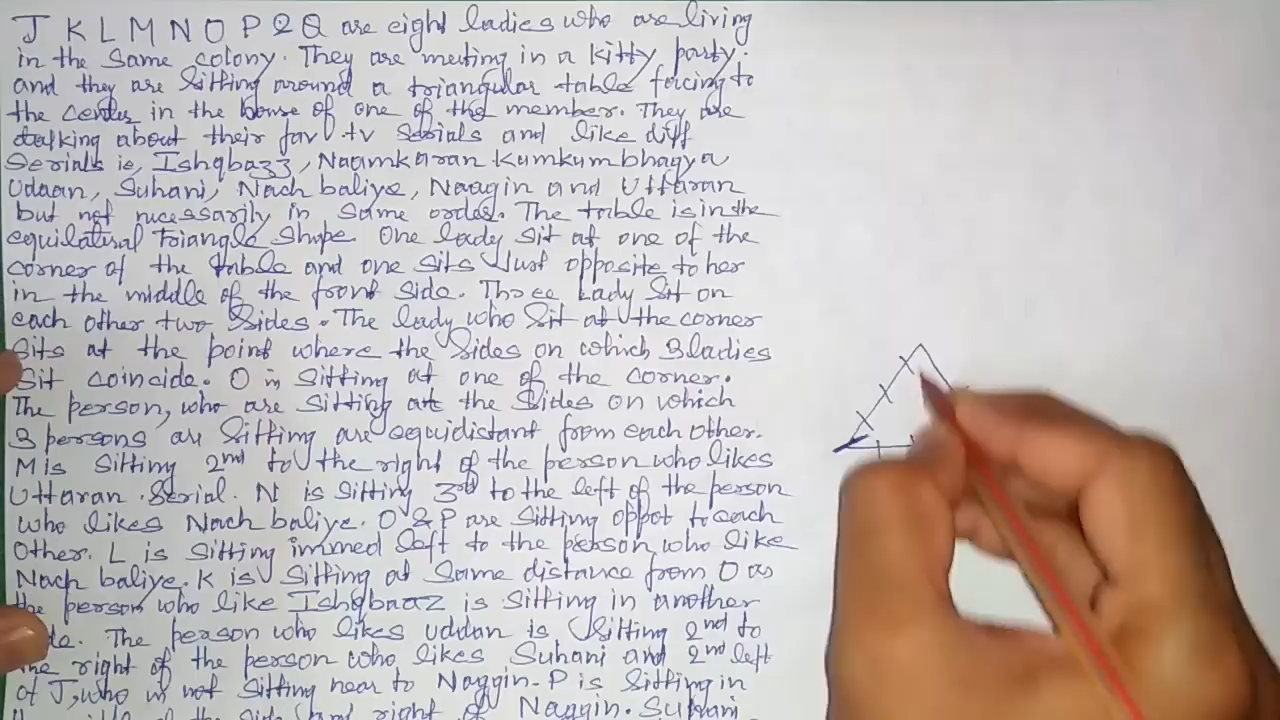 J K L M N O P & Q are eight ladies who are living
in the same colony. They are meeting in a kitty party.
and they are sitting around a triangular table facing to
the center in the house of one of the member. They are
talking about their fav tv serials and like diff
serials ie, Ishqbazz, Naamkaran Kumkumbhagya
Udaan, Suhani, Nach baliye, Naagin and Uttaran
but not necessarily in same order. The table is in the
equilateral triangle shape. One lady sit at one of the
corner of the table and one sits Just opposite to her
in the middle of the front side. Three Lady sit on
each other two sides. The lady who sit at the corner
sits at the point where the sides on which 3 ladies
sit coincide. O is sitting at one of the corner.
The person, who are sitting at the sides on which
3 persons are sitting are equidistant from each other.
M is sitting 2nd to the right of the person who likes
Uttaran Serial. N is sitting 3rd to the left of the person
who likes Nach baliye. O & P are sitting oppot to each
other. L is sitting immed left to the person who like
Nach baliye. K is sitting at same distance from O as
the person who like Ishqbaaz is sitting in another
The person who likes uddan is sitting 2nd to
the right of the person who likes Suhani and 2nd left
of J, who is not sitting near to Naggin. P is sitting in
the side and right of Naggin. Suhani